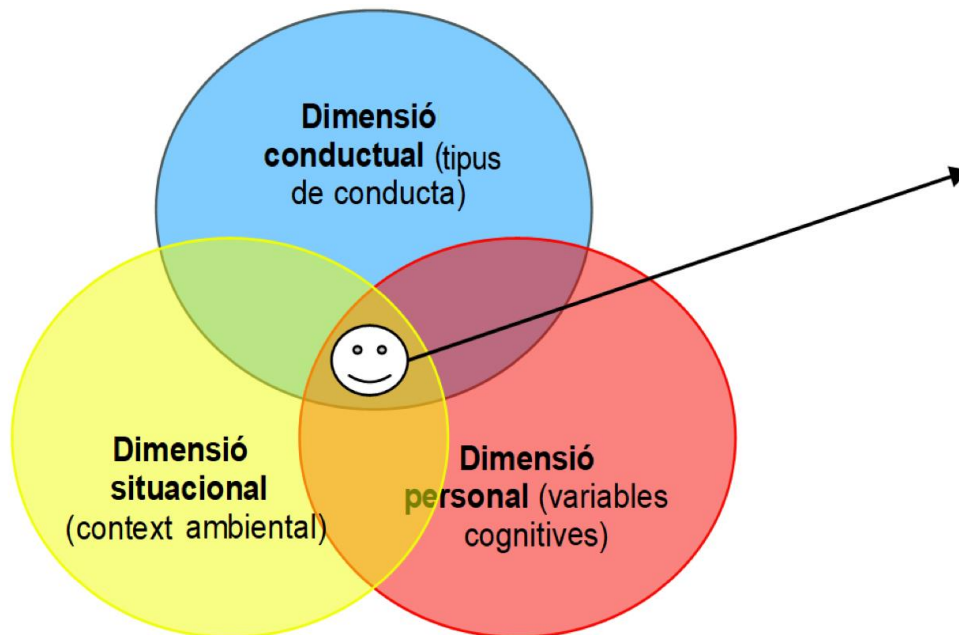 Dimensió
conductual (tipus
de conducta)
Dimensió
situacional
(context ambiental)
Dimensió
personal (variables
cognitives)